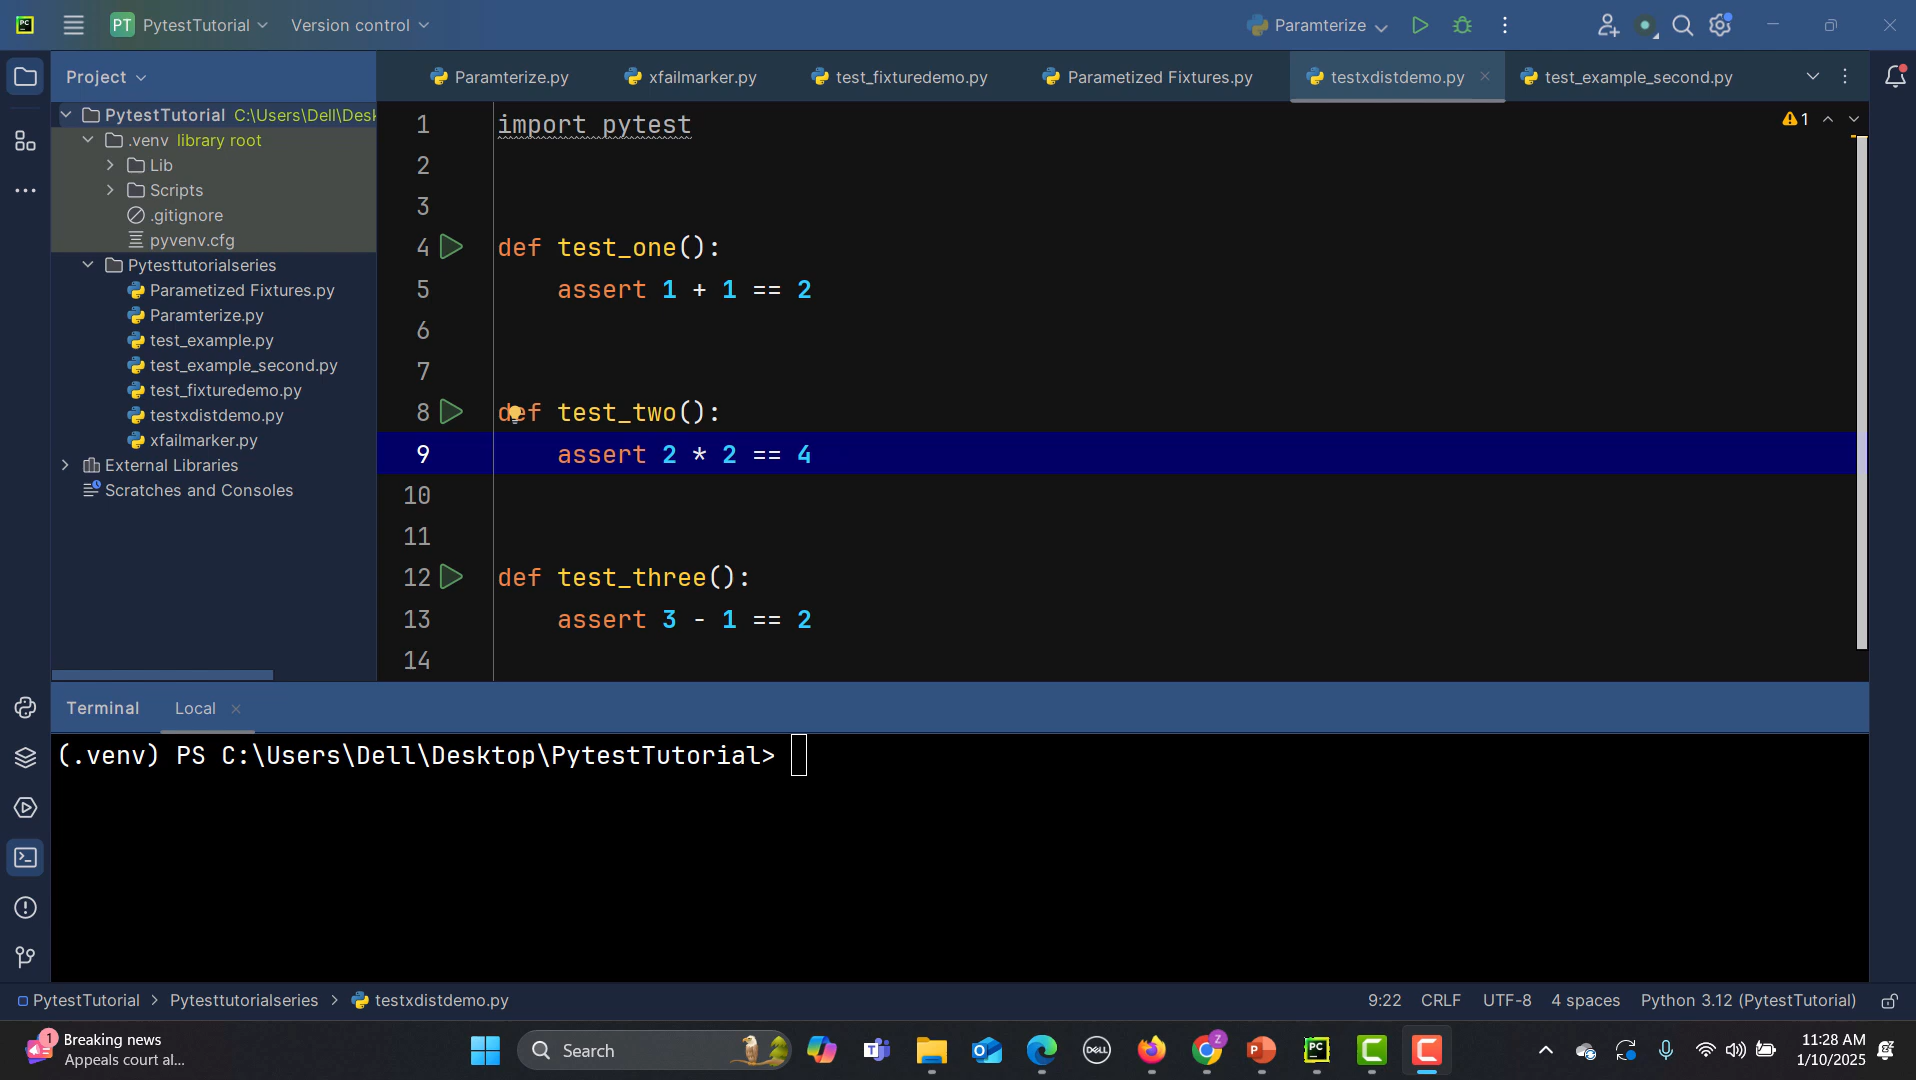 PC
PT PytestTutorial Version control Paramterize
Project
Paramterize.py xfailmarker.py test_fixturedemo.py Parametized Fixtures.py testxdistdemo.py × test_example_second.py
PytestTutorial C:\Users\Dell\Desk
.venv library root
Lib
Scripts
.gitignore
pyvenv.cfg
Pytesttutorialseries
Parametized Fixtures.py
Paramterize.py
test_example.py
test_example_second.py
test_fixturedemo.py
testxdistdemo.py
xfailmarker.py
External Libraries
Scratches and Consoles
1 import pytest
1
2
3
4 def test_one():
5 assert 1 + 1 == 2
6
7
8 def test_two():
9 assert 2 * 2 == 4
10
11
12 def test_three():
13 assert 3 - 1 == 2
14
Terminal Local ×
(.venv) PS C:\Users\Dell\Desktop\PytestTutorial>
PytestTutorial > Pytesttutorialseries > testxdistdemo.py 9:22 CRLF UTF-8 4 spaces Python 3.12 (PytestTutorial)
1 Breaking news
Appeals court al...
Search
DELL
Z
PC
11:28 AM
1/10/2025